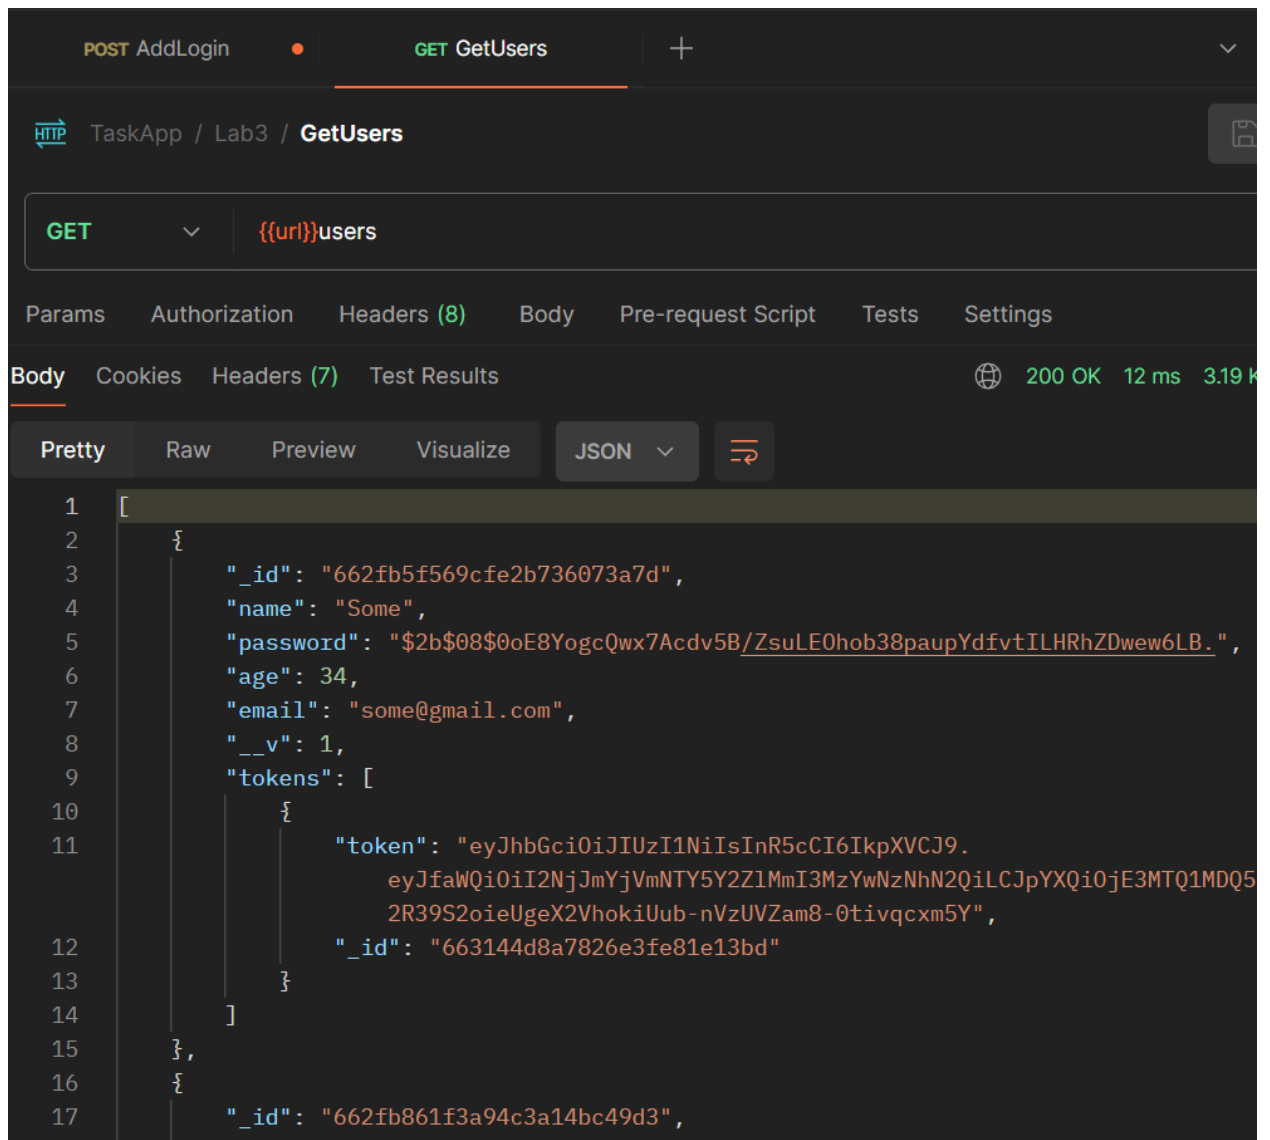 POST AddLogin GET GetUsers
HTTP TaskApp / Lab3 / GetUsers
GET {{url}}users
Params Authorization Headers (8) Body Pre-request Script Tests Settings
Body Cookies Headers (7) Test Results 200 OK 12 ms 3.19 K
Pretty Raw Preview Visualize JSON
1 [
2 {
3 "_id": "662fb5f569cfe2b736073a7d",
4 "name": "Some",
5 "password": "$2b$08$0oE8YogcQwx7Acdv5B/ZsuLEOhob38paupYdfvtILHRhZDwew6LB.",
6 "age": 34,
7 "email": "some@gmail.com",
8 "__v": 1,
9 "tokens": [
10 {
11 "token": "eyJhbGciOiJIUzI1NiIsInR5cCI6IkpXVCJ9.
eyJfaWQiOiI2NjJmYjVmNTY5Y2ZlMmI3MzYwNzNhN2QiLCJpYXQiOjE3MTQ1MDQ5
2R39S2oieUgeX2VhokiUub-nVzUVZam8-0tivqcxm5Y",
12 "_id": "663144d8a7826e3fe81e13bd"
13 }
14 ]
15 },
16 {
17 "_id": "662fb861f3a94c3a14bc49d3",